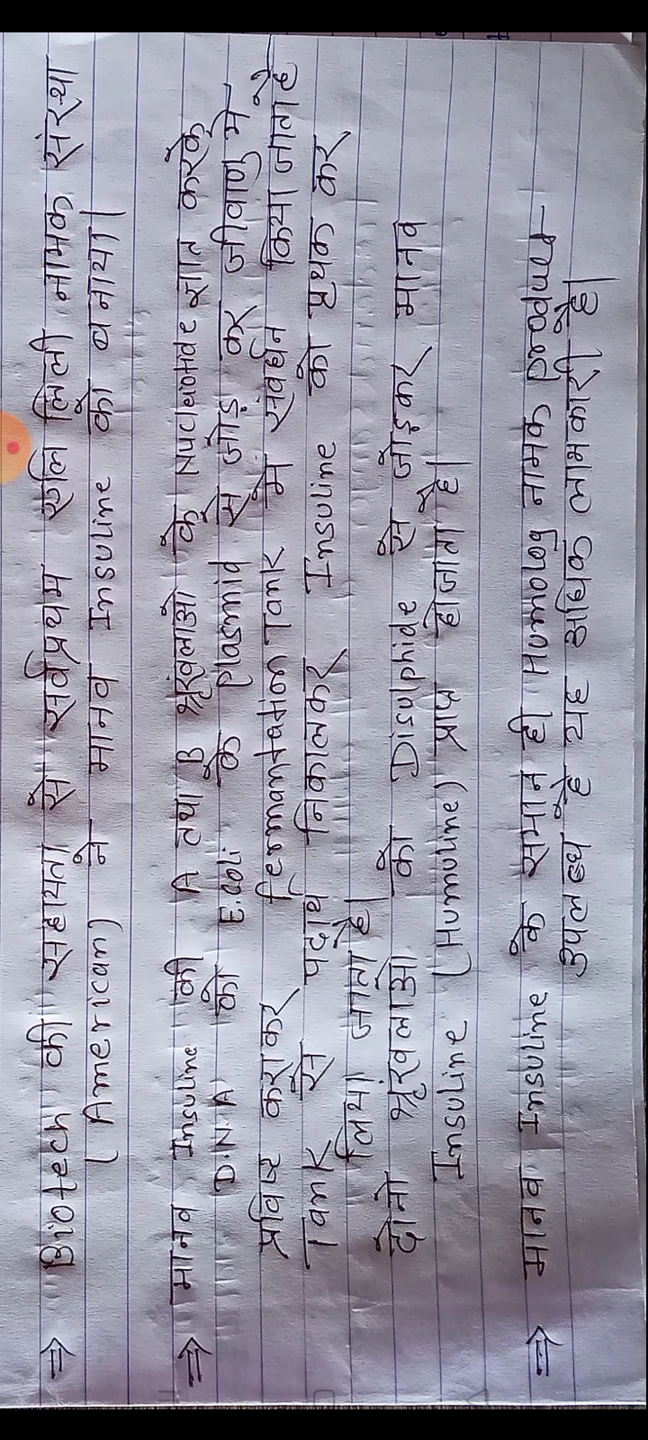 ⇒ Biotech की सहायता से सर्वप्रथम एलि लिली नामक संस्था
(American) ने मानव Insuline को बनाया।
⇒ मानव Insuline की A तथा B श्रृंखलाओ के Nucleotide ज्ञात करके
D.N.A को E.coli के Plasmid से जोड़ कर जीवाणु मे
प्रविष्ट कराकर fermantation Tank में संवर्धन किया जाता है
Tank से पदार्थ निकालकर Insuline को प्रथक कर
लिया जाता है।
दोनो श्रृंखलाओ को Disulphide से जोड़कर मानव
Insuline (Humuline) प्राप्त होजाता है।
⇒ मानव Insuline के समान ही Humolog नामक product
उपलब्ध है यह अधिक लाभकारी है।